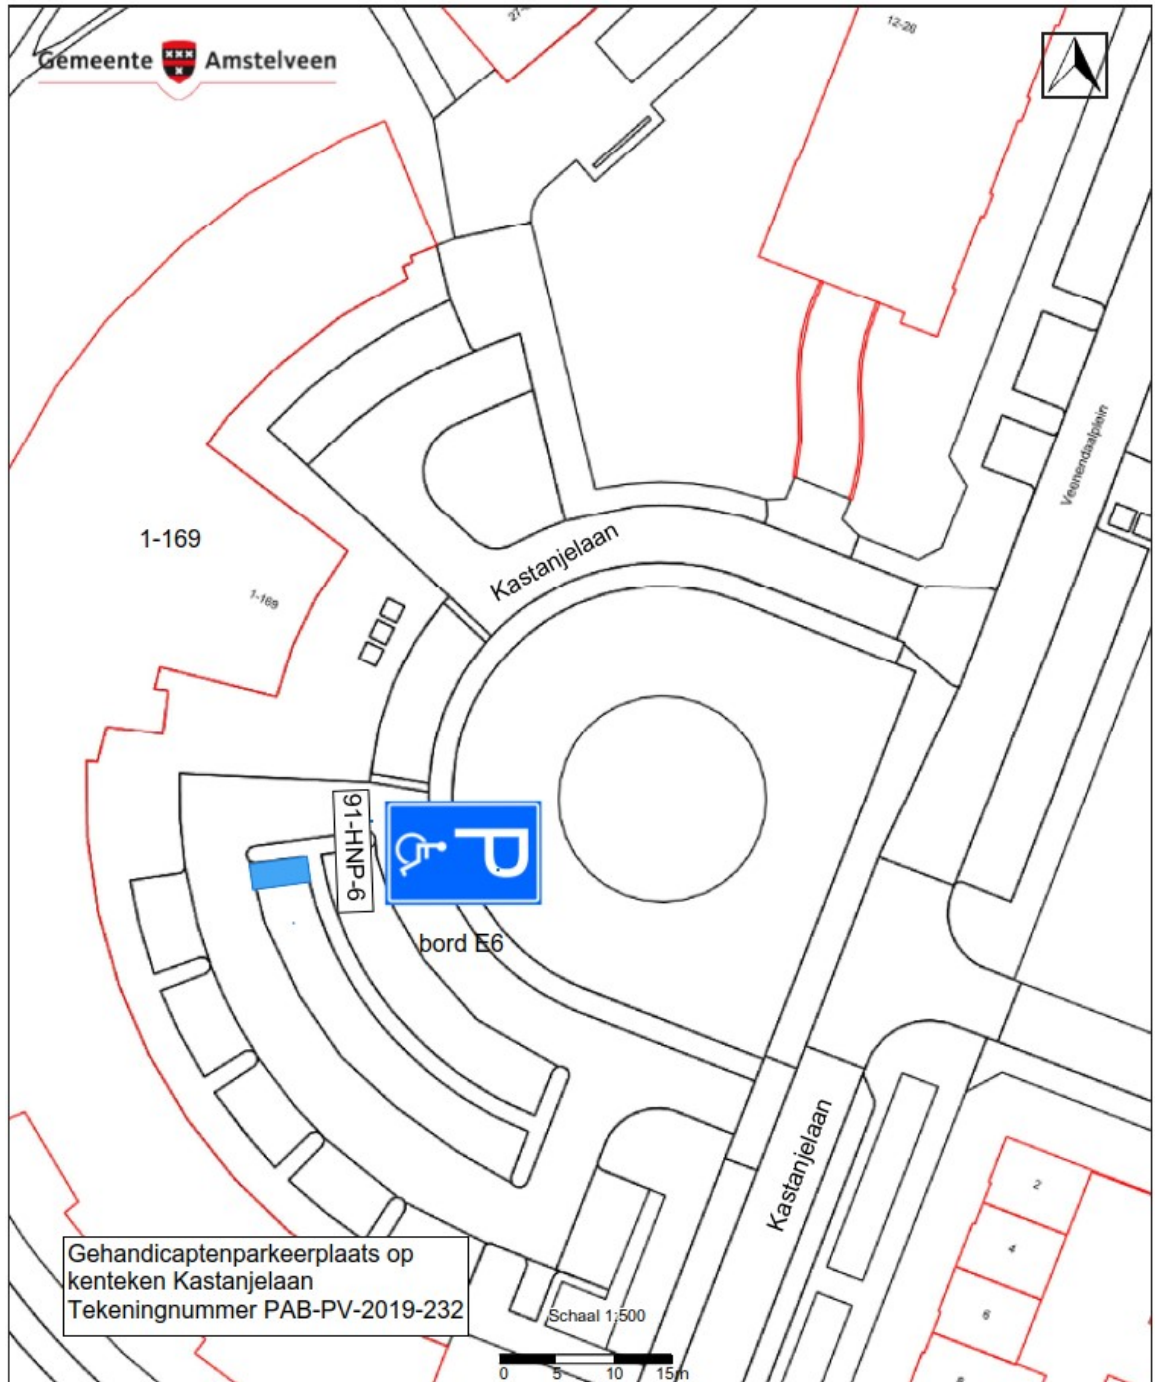 Gemeente Amstelveen
12-26
Veenendaalplein
Kastanjelaan
1-169
1-169
91-HNP-6
P
bord E6
Kastanjelaan
2
4
6
Gehandicaptenparkeerplaats op
kenteken Kastanjelaan
Tekeningnummer PAB-PV-2019-232
Schaal 1:500
0 5 10 15m